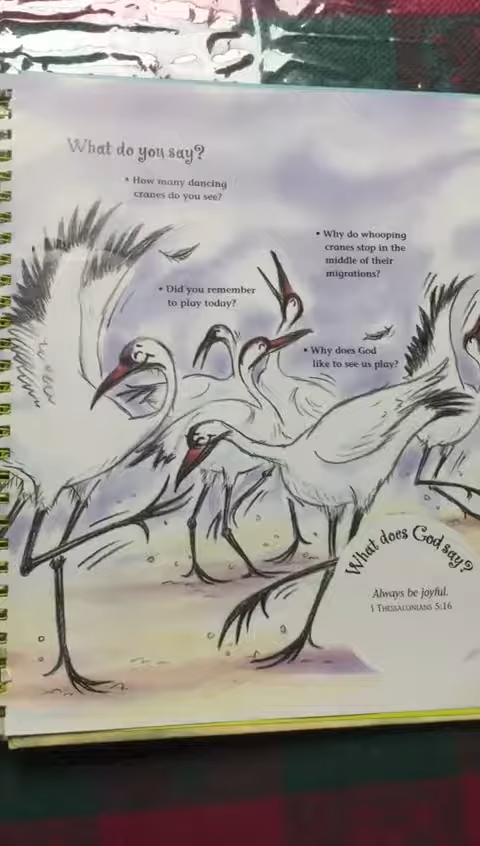 What do you say?
• How many dancing
cranes do you see?
• Why do whooping
cranes stop in the
middle of their
migrations?
• Did you remember
to play today?
• Why does God
like to see us play?
What does God say?
Always be joyful.
1 THESSALONIANS 5:16